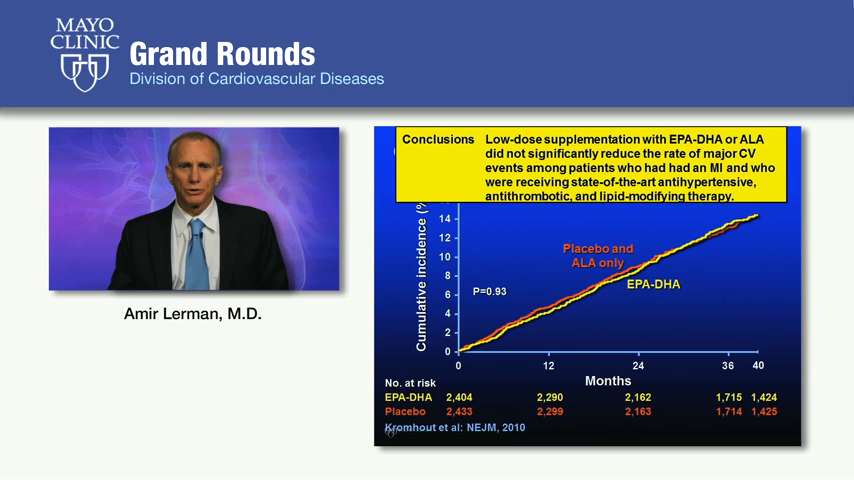 MAYO
CLINIC
Grand Rounds
Division of Cardiovascular Diseases
Amir Lerman, M.D.
Conclusions Low-dose supplementation with EPA-DHA or ALA
did not significantly reduce the rate of major CV
events among patients who had had an MI and who
were receiving state-of-the-art antihypertensive,
antithrombotic, and lipid-modifying therapy.
Cumulative incidence (%
14
12
10
8
6
4
2
0
Placebo and
ALA only
EPA-DHA
P=0.93
0 12 24 36 40
Months
No. at risk
EPA-DHA 2,404 2,290 2,162 1,715 1,424
Placebo 2,433 2,299 2,163 1,714 1,425
Kromhout et al: NEJM, 2010